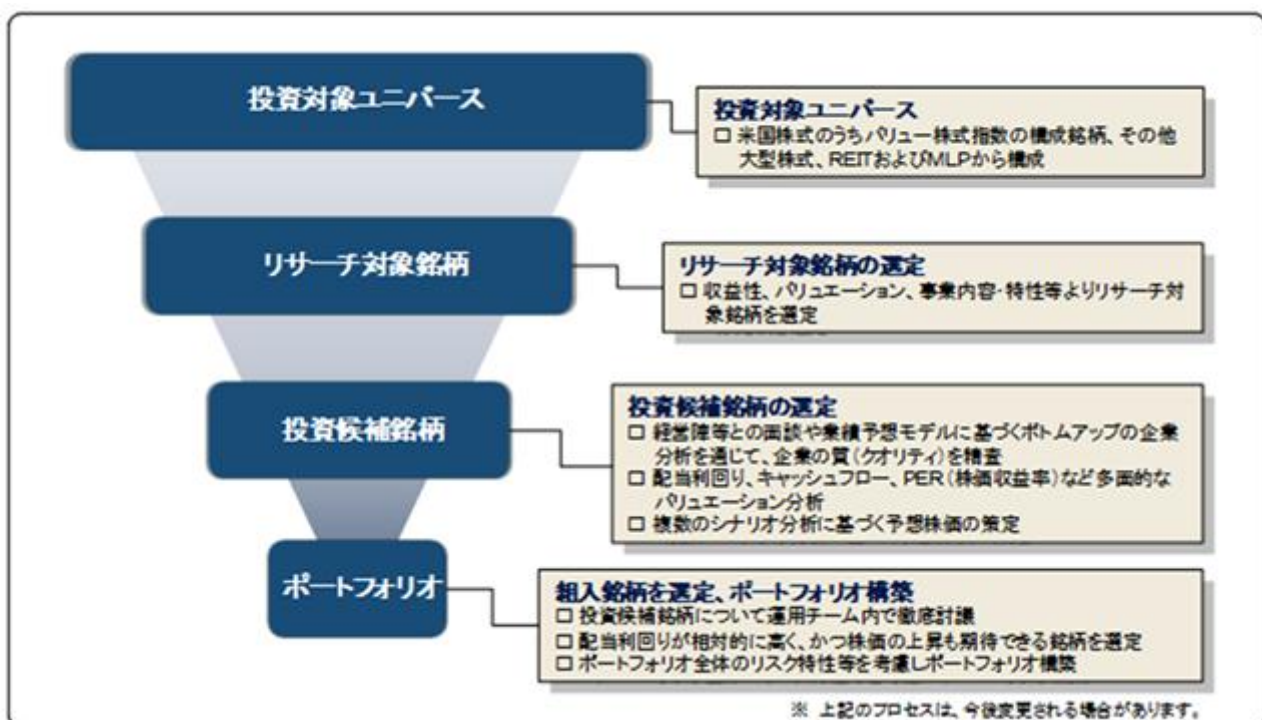 投資対象ユニバース
投資対象ユニバース
□ 米国株式のうちバリュー株式指数の構成銘柄、その他
大型株式、REITおよびMLPから構成
リサーチ対象銘柄
リサーチ対象銘柄の選定
□ 収益性、バリュエーション、事業内容・特性等よりリサーチ対
象銘柄を選定
投資候補銘柄
投資候補銘柄の選定
□ 経営陣等との面談や業績予想モデルに基づくボトムアップの企業
分析を通じて、企業の質（クオリティ）を精査
□ 配当利回り、キャッシュフロー、PER（株価収益率）など多面的な
バリュエーション分析
□ 複数のシナリオ分析に基づく予想株価の策定
ポートフォリオ
組入銘柄を選定、ポートフォリオ構築
□ 投資候補銘柄について運用チーム内で徹底討議
□ 配当利回りが相対的に高く、かつ株価の上昇も期待できる銘柄を選定
□ ポートフォリオ全体のリスク特性等を考慮しポートフォリオ構築
※ 上記のプロセスは、今後変更される場合があります。